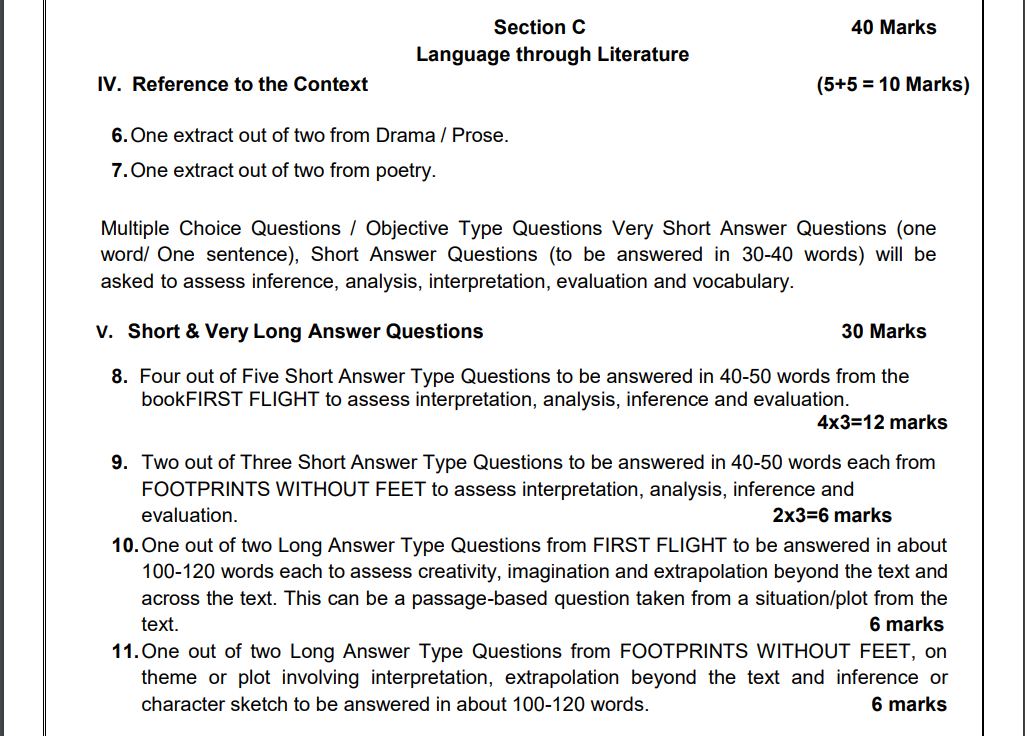 Section C 40 Marks
Language through Literature
IV. Reference to the Context (5+5 = 10 Marks)
6. One extract out of two from Drama / Prose.
7. One extract out of two from poetry.
Multiple Choice Questions / Objective Type Questions Very Short Answer Questions (one
word/ One sentence), Short Answer Questions (to be answered in 30-40 words) will be
asked to assess inference, analysis, interpretation, evaluation and vocabulary.
V. Short & Very Long Answer Questions 30 Marks
8. Four out of Five Short Answer Type Questions to be answered in 40-50 words from the
bookFIRST FLIGHT to assess interpretation, analysis, inference and evaluation.
4x3=12 marks
9. Two out of Three Short Answer Type Questions to be answered in 40-50 words each from
FOOTPRINTS WITHOUT FEET to assess interpretation, analysis, inference and
evaluation. 2x3=6 marks
10. One out of two Long Answer Type Questions from FIRST FLIGHT to be answered in about
100-120 words each to assess creativity, imagination and extrapolation beyond the text and
across the text. This can be a passage-based question taken from a situation/plot from the
text. 6 marks
11. One out of two Long Answer Type Questions from FOOTPRINTS WITHOUT FEET, on
theme or plot involving interpretation, extrapolation beyond the text and inference or
character sketch to be answered in about 100-120 words. 6 marks